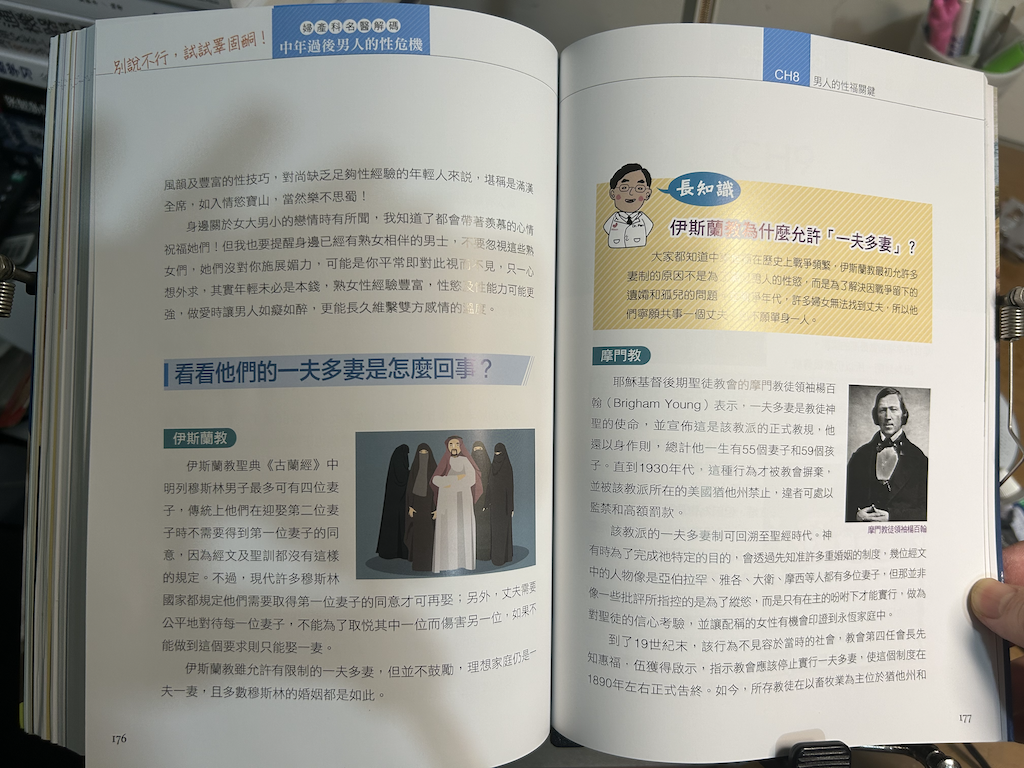 別說不行，試試睪固酮！
婦產科名醫解碼
中年過後男人的性危機
風韻及豐富的性技巧，對尚缺乏足夠性經驗的年輕人來說，堪稱是滿漢
全席，如入情慾寶山，當然樂不思蜀！
身邊關於女大男小的戀情時有所聞，我知道了都會帶著羨慕的心情
祝福她們！但我也要提醒身邊已經有熟女相伴的男士，不要忽視這些熟
女們，她們沒對你施展媚力，可能是你平常即對此視而不見，只一心
想外求，其實年輕未必是本錢，熟女性經驗豐富，性慾 性能力可能更
強，做愛時讓男人如癡如醉，更能長久維繫雙方感情的 度。
看看他們的一夫多妻是怎麼回事？
伊斯蘭教
伊斯蘭教聖典《古蘭經》中
明列穆斯林男子最多可有四位妻
子，傳統上他們在迎娶第二位妻
子時不需要得到第一位妻子的同
意，因為經文及聖訓都沒有這樣
的規定。不過，現代許多穆斯林
國家都規定他們需要取得第一位妻子的同意才可再娶；另外，丈夫需要
公平地對待每一位妻子，不能為了取悅其中一位而傷害另一位，如果不
能做到這個要求則只能娶一妻。
伊斯蘭教雖允許有限制的一夫多妻，但並不鼓勵，理想家庭仍是一
夫一妻，且多數穆斯林的婚姻都是如此。
176
CH8
男人的性福關鍵
長知識
伊斯蘭教為什麼允許「一夫多妻」？
大家都知道中 在歷史上戰爭頻繁，伊斯蘭教最初允許多
妻制的原因不是為 男人的性慾，而是為了解決因戰爭留下的
遺孀和孤兒的問題 爭年代，許多婦女無法找到丈夫，所以他
們寧願共事一個丈夫 不願單身一人。
摩門教
耶穌基督後期聖徒教會的摩門教徒領袖楊百
翰（Brigham Young）表示，一夫多妻是教徒神
聖的使命，並宣佈這是該教派的正式教規，他
還以身作則，總計他一生有55個妻子和59個孩
子。直到1930年代，這種行為才被教會摒棄。
並被該教派所在的美國猶他州禁止，違者可處以
監禁和高額罰款。
摩門教徒領袖楊百翰
該教派的一夫多妻制可回溯至聖經時代。神
有時為了完成祂特定的目的，會透過先知准許多重婚姻的制度，幾位經文
中的人物像是亞伯拉罕、雅各、大衛、摩西等人都有多位妻子，但那並非
像一些批評所指控的是為了縱慾，而是只有在主的吩咐下才能實行，做為
對聖徒的信心考驗，並讓配稱的女性有機會印證到永恆家庭中。
到了19世紀末，該行為不見容於當時的社會，教會第四任會長先
知惠福．伍獲得啟示，指示教會應該停止實行一夫多妻，使這個制度在
1890年左右正式告終。如今，所存教徒在以畜牧業為主位於猶他州和
177